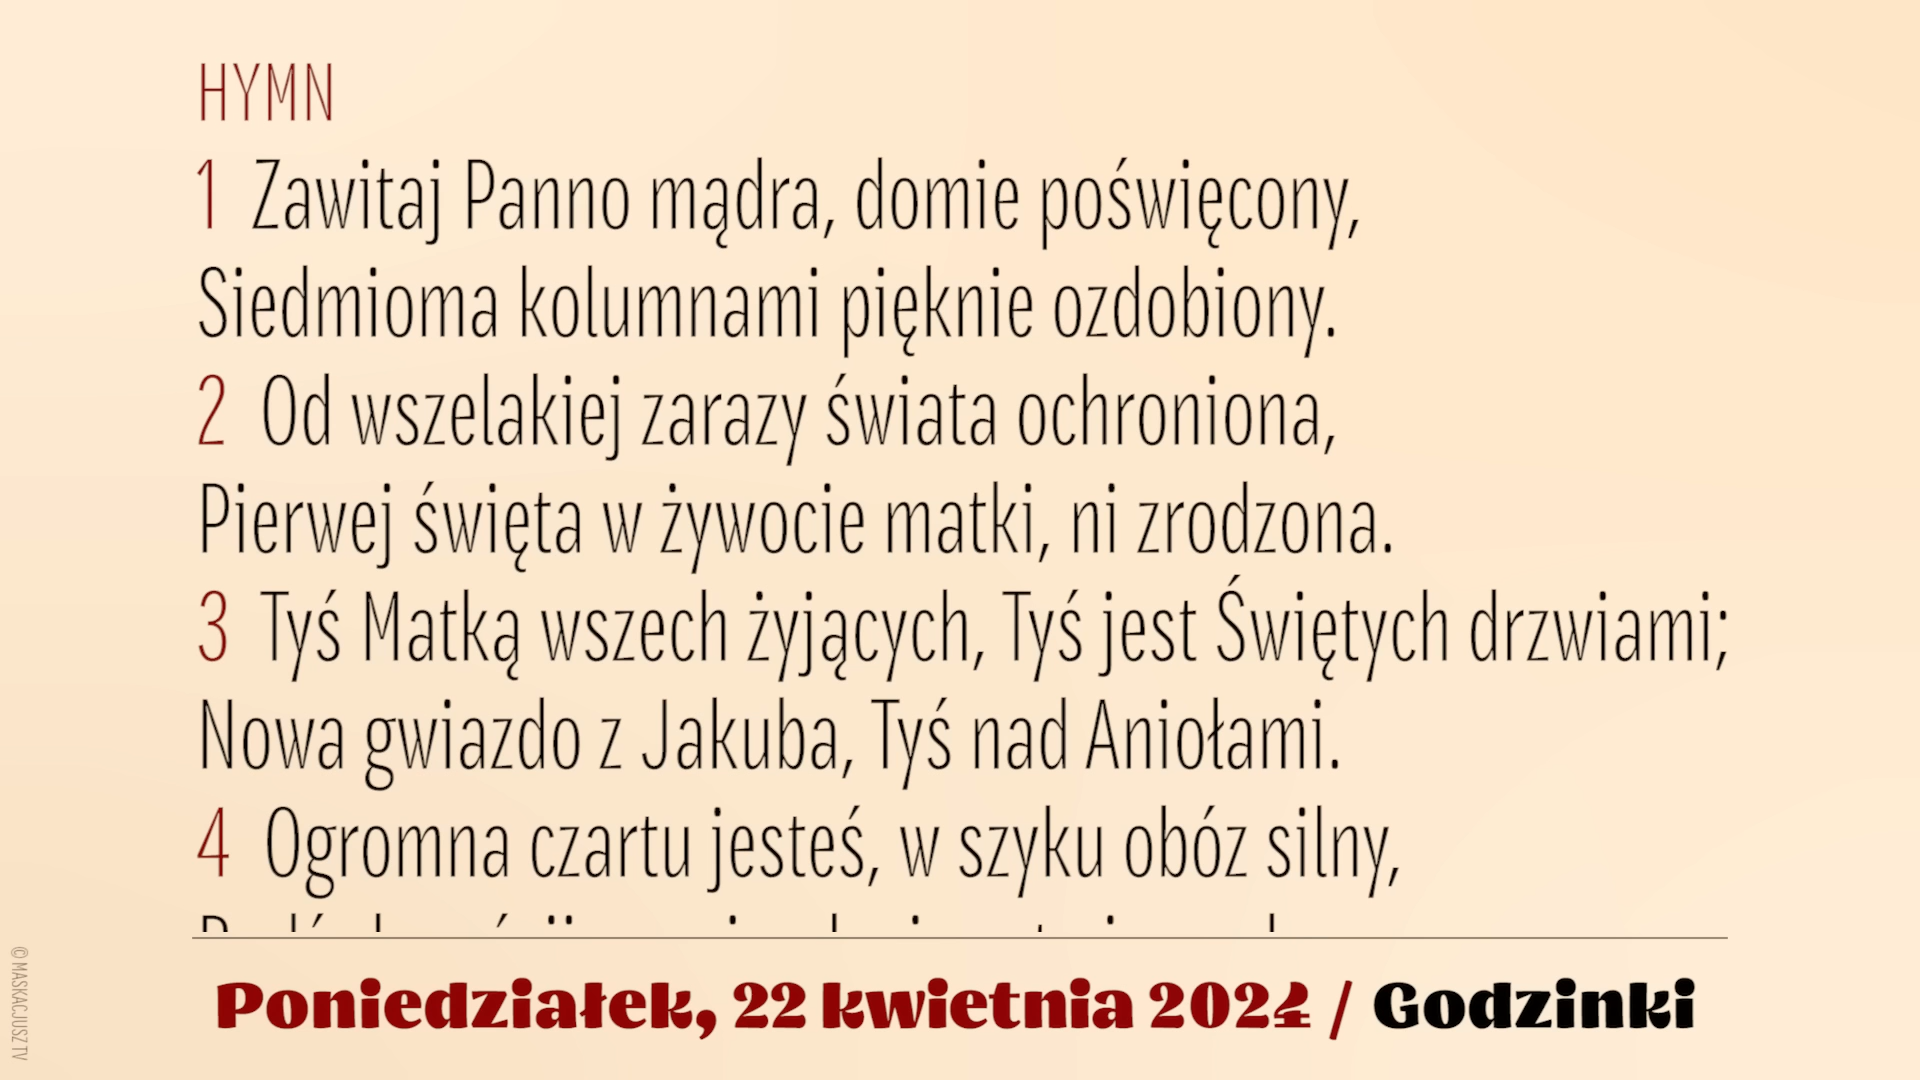 HYMN
1 Zawitaj Panno mądra, domie poświęcony,
Siedmioma kolumnami pięknie ozdobiony.
2 Od wszelakiej zarazy świata ochroniona,
Pierwej święta w żywocie matki, ni zrodzona.
3 Tyś Matką wszech żyjących, Tyś jest Świętych drzwiami;
Nowa gwiazdo z Jakuba, Tyś nad Aniołami.
4 Ogromna czartu jesteś, w szyku obóz silny,
Poniedziałek, 22 kwietnia 2024 / Godzinki
© MASKACJUSZ TV